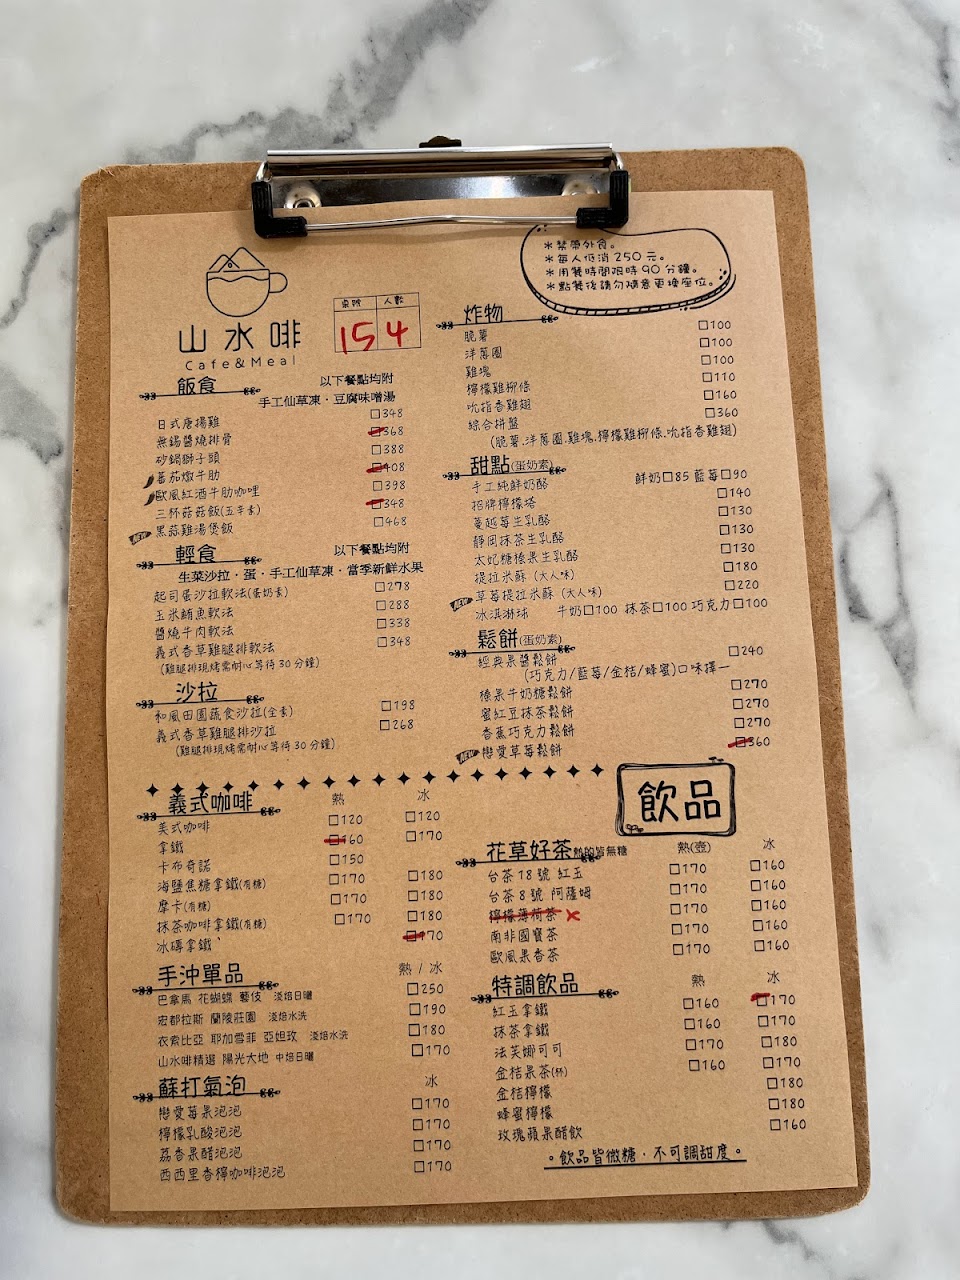 ＊禁帶外食。
＊每人低消 250 元。
＊用餐時間限時 90 分鐘。
＊點餐後請勿隨意更換座位。
山水啡
Cafe&Meal
桌號 人數
15 4
飯食 以下餐點均附
手工仙草凍．豆腐味噌湯
日式唐揚雞 □348
無錫醬燒排骨 □368
砂鍋獅子頭 □388
蕃茄燉牛肋 □408
歐風紅酒牛肋咖哩 □398
三杯菇菇飯(五辛素) □348
NEW 黑蒜雞湯煲飯 □468
輕食 以下餐點均附
生菜沙拉．蛋．手工仙草凍．當季新鮮水果
起司蛋沙拉軟法(蛋奶素) □278
玉米鮪魚軟法 □288
醬燒牛肉軟法 □338
義式香草雞腿排軟法 □348
(雞腿排現烤需耐心等待 30 分鐘)
沙拉
和風田園蔬食沙拉(全素) □198
義式香草雞腿排沙拉 □268
(雞腿排現烤需耐心等待 30 分鐘)
炸物
脆薯 □100
洋蔥圈 □100
雞塊 □100
檸檬雞柳條 □110
吮指香雞翅 □160
綜合拼盤 □360
(脆薯.洋蔥圈.雞塊.檸檬雞柳條.吮指香雞翅)
甜點(蛋奶素)
手工純鮮奶酪 鮮奶□85 藍莓□90
招牌檸檬塔 □140
蔓越莓生乳酪 □130
靜岡抹茶生乳酪 □130
太妃糖榛果生乳酪 □130
提拉米蘇 (大人味) □180
NEW 草莓提拉米蘇 (大人味) □220
冰淇淋球 牛奶□100 抹茶□100 巧克力□100
鬆餅(蛋奶素)
經典果醬鬆餅 □240
(巧克力/藍莓/金桔/蜂蜜)口味擇一
榛果牛奶糖鬆餅 □270
蜜紅豆抹茶鬆餅 □270
香蕉巧克力鬆餅 □270
NEW 戀愛草莓鬆餅 □360
飲品
義式咖啡 熱 冰
美式咖啡 □120 □120
拿鐵 □160 □170
卡布奇諾 □150
海鹽焦糖拿鐵(有糖) □170 □180
摩卡(有糖) □170 □180
抹茶咖啡拿鐵(有糖) □170 □180
冰磚拿鐵 □170
手沖單品 熱 / 冰
巴拿馬 花蝴蝶 藝伎 淺焙日曬 □250
宏都拉斯 蘭陵莊園 淺焙水洗 □190
衣索比亞 耶加雪菲 亞妲玫 淺焙水洗 □180
山水啡精選 陽光大地 中焙日曬 □170
蘇打氣泡 冰
戀愛莓果泡泡 □170
檸檬乳酸泡泡 □170
荔香果醋泡泡 □170
西西里香檸咖啡泡泡 □170
花草好茶 熱的皆無糖 熱(壺) 冰
台茶 18 號 紅玉 □170 □160
台茶 8 號 阿薩姆 □170 □160
檸檬薄荷茶 X □170 □160
南非國寶茶 □170 □160
歐風果香茶 □170 □160
特調飲品 熱 冰
紅玉拿鐵 □160 □170
抹茶拿鐵 □160 □170
法芙娜可可 □170 □180
金桔果茶(杯) □160 □170
金桔檸檬 □180
蜂蜜檸檬 □180
玫瑰蘋果醋飲 □160
。飲品皆微糖．不可調甜度。